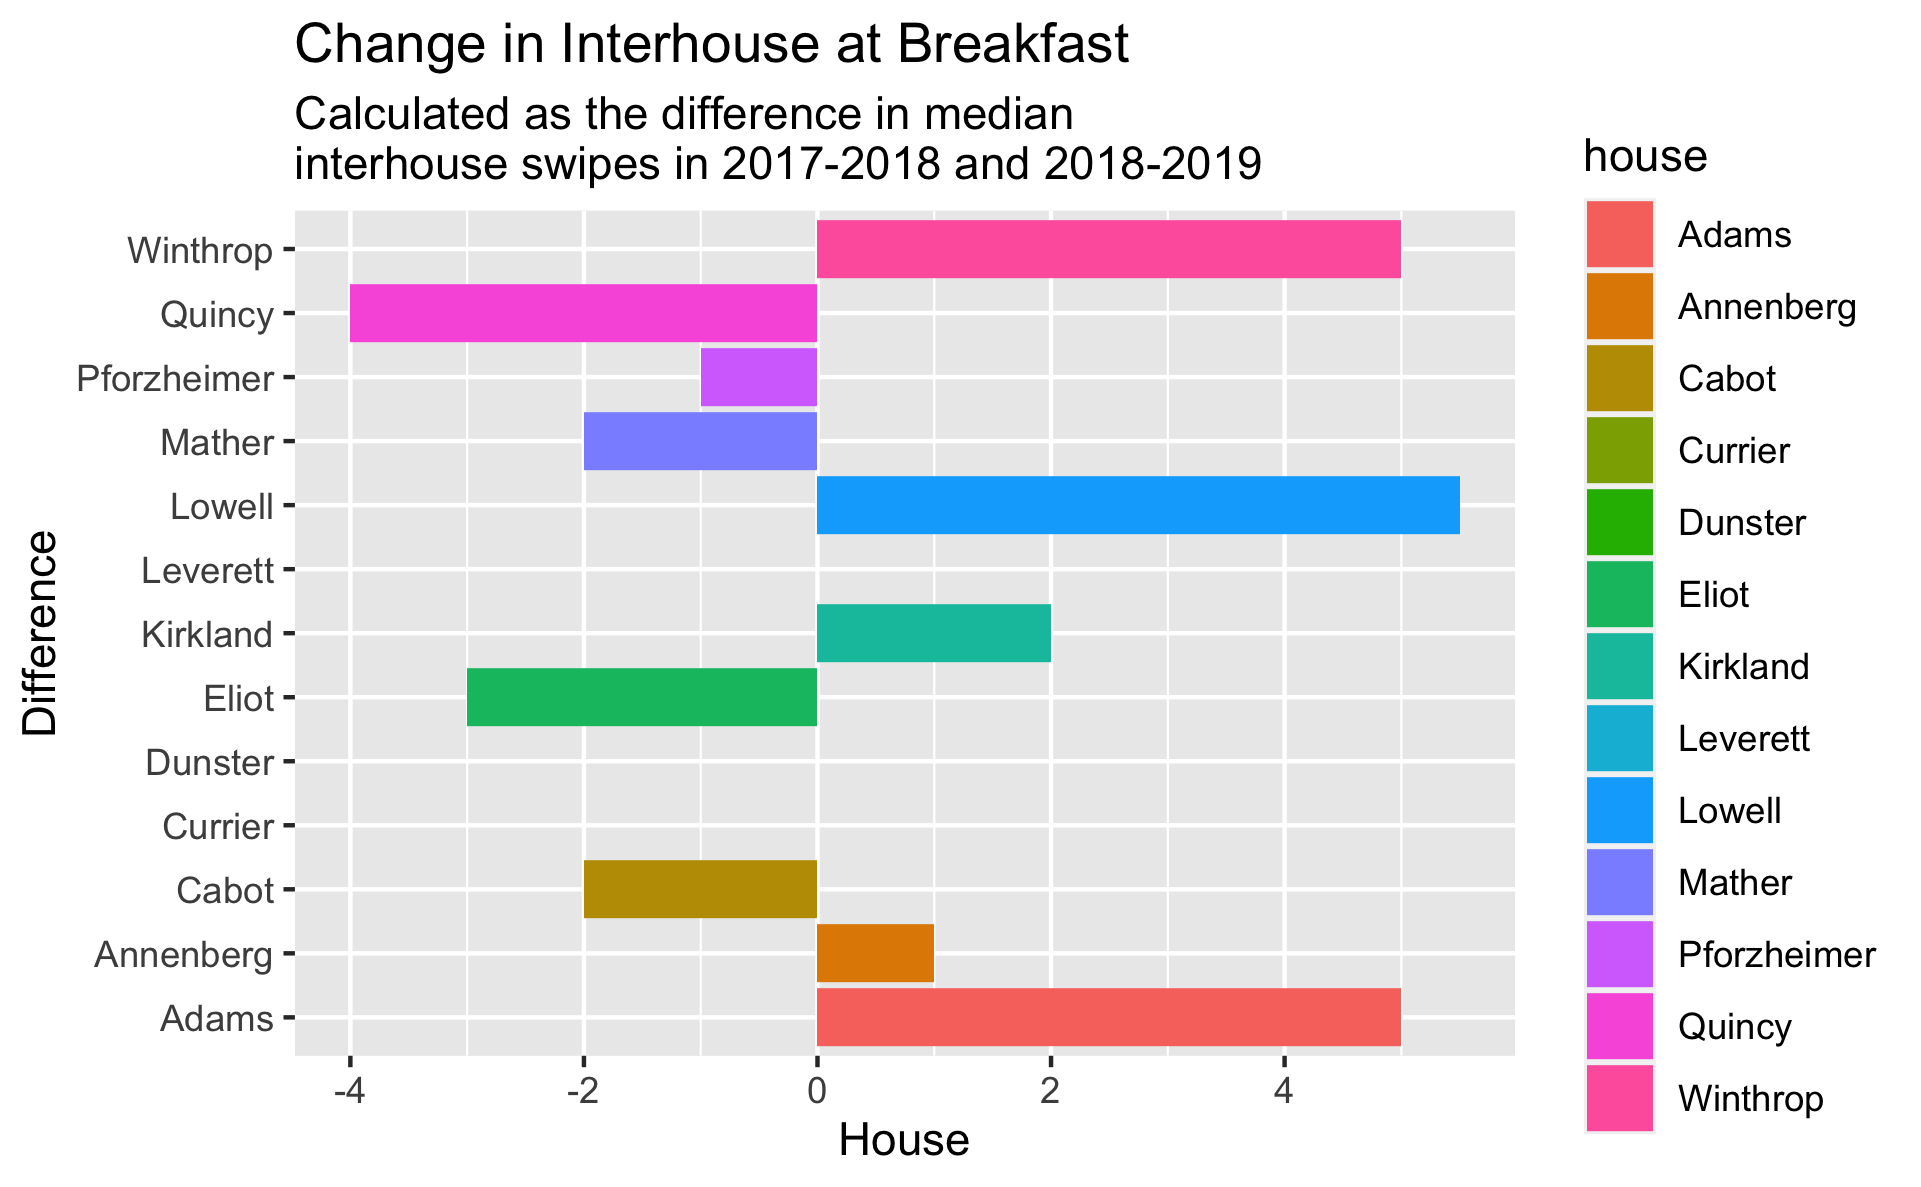 Change in Interhouse at Breakfast
Calculated as the difference in median
interhouse swipes in 2017-2018 and 2018-2019
Difference
Winthrop
Quincy
Pforzheimer
Mather
Lowell
Leverett
Kirkland
Eliot
Dunster
Currier
Cabot
Annenberg
Adams
-4 -2 0 2 4
House
house
Adams
Annenberg
Cabot
Currier
Dunster
Eliot
Kirkland
Leverett
Lowell
Mather
Pforzheimer
Quincy
Winthrop